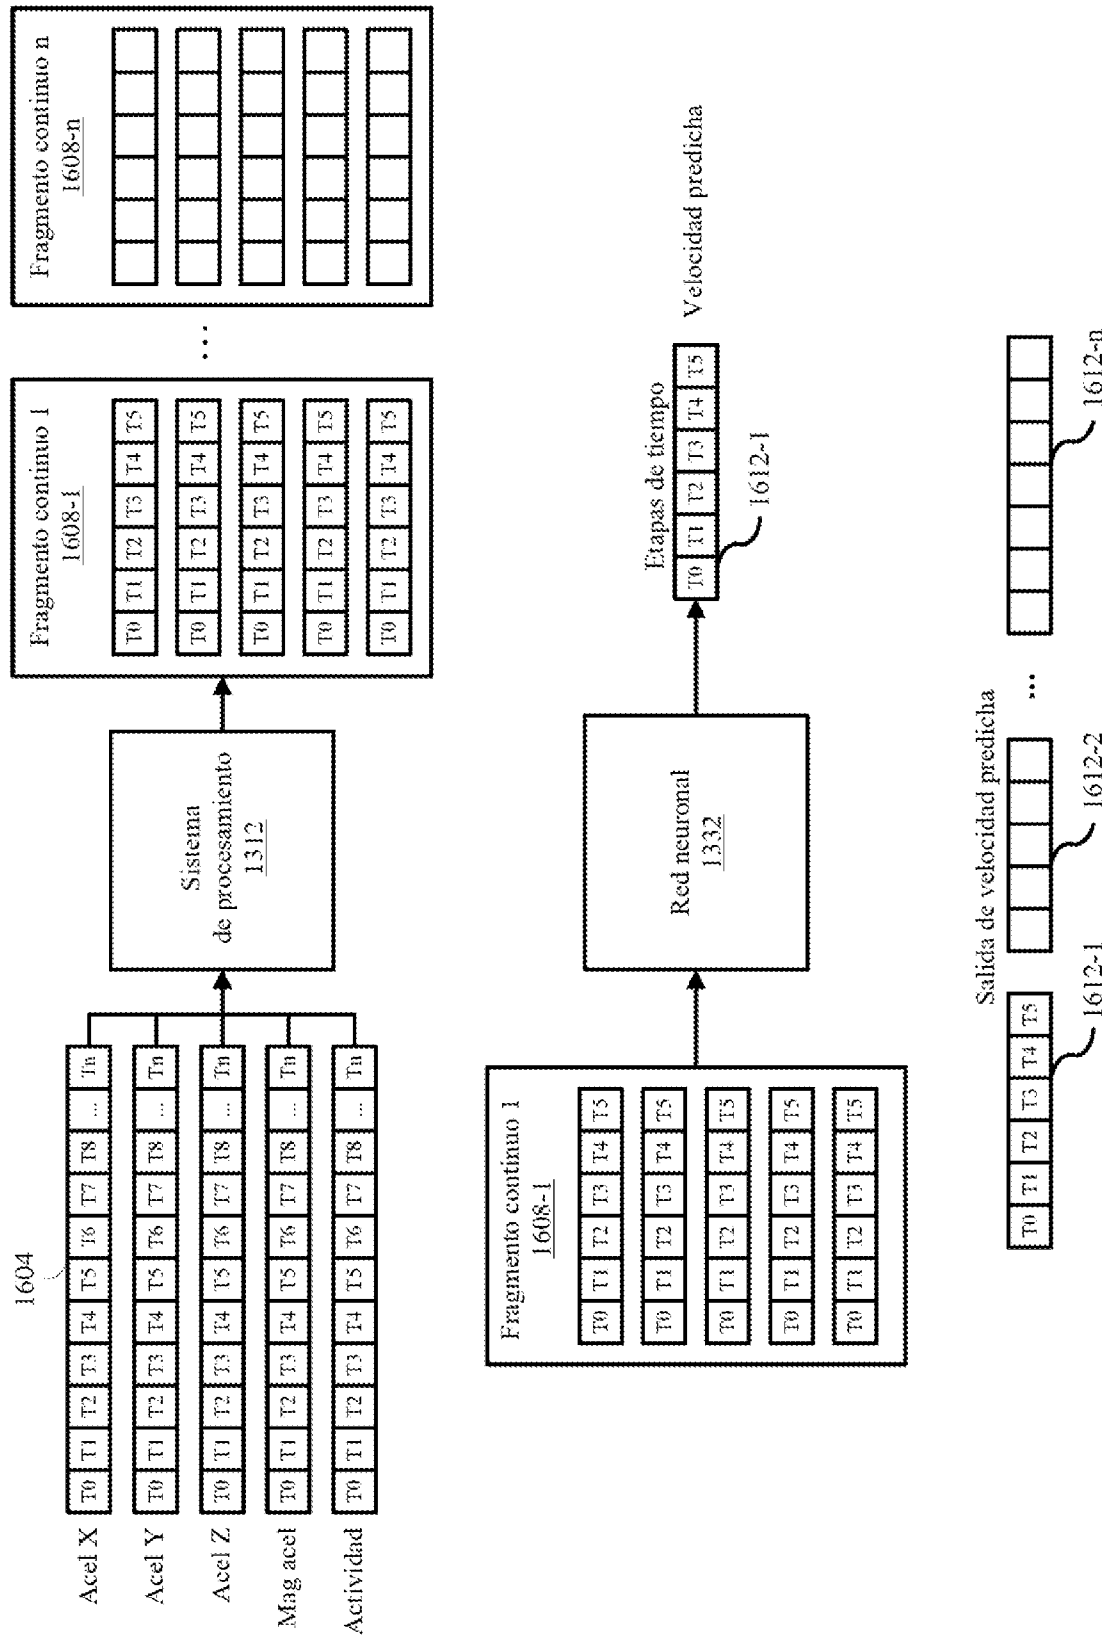 1604
Acel X T0 T1 T2 T3 T4 T5 T6 T7 T8 ... Tn
Acel Y T0 T1 T2 T3 T4 T5 T6 T7 T8 ... Tn
Acel Z T0 T1 T2 T3 T4 T5 T6 T7 T8 ... Tn
Mag acel T0 T1 T2 T3 T4 T5 T6 T7 T8 ... Tn
Actividad T0 T1 T2 T3 T4 T5 T6 T7 T8 ... Tn
Sistema
de procesamiento
1312
Fragmento continuo 1
1608-1
T0 T1 T2 T3 T4 T5
T0 T1 T2 T3 T4 T5
T0 T1 T2 T3 T4 T5
T0 T1 T2 T3 T4 T5
T0 T1 T2 T3 T4 T5
...
Fragmento continuo n
1608-n
Fragmento continuo 1
1608-1
T0 T1 T2 T3 T4 T5
T0 T1 T2 T3 T4 T5
T0 T1 T2 T3 T4 T5
T0 T1 T2 T3 T4 T5
T0 T1 T2 T3 T4 T5
Red neuronal
1332
Etapas de tiempo
T0 T1 T2 T3 T4 T5
Velocidad predicha
1612-1
Salida de velocidad predicha
T0 T1 T2 T3 T4 T5
...
1612-1
1612-2
1612-n